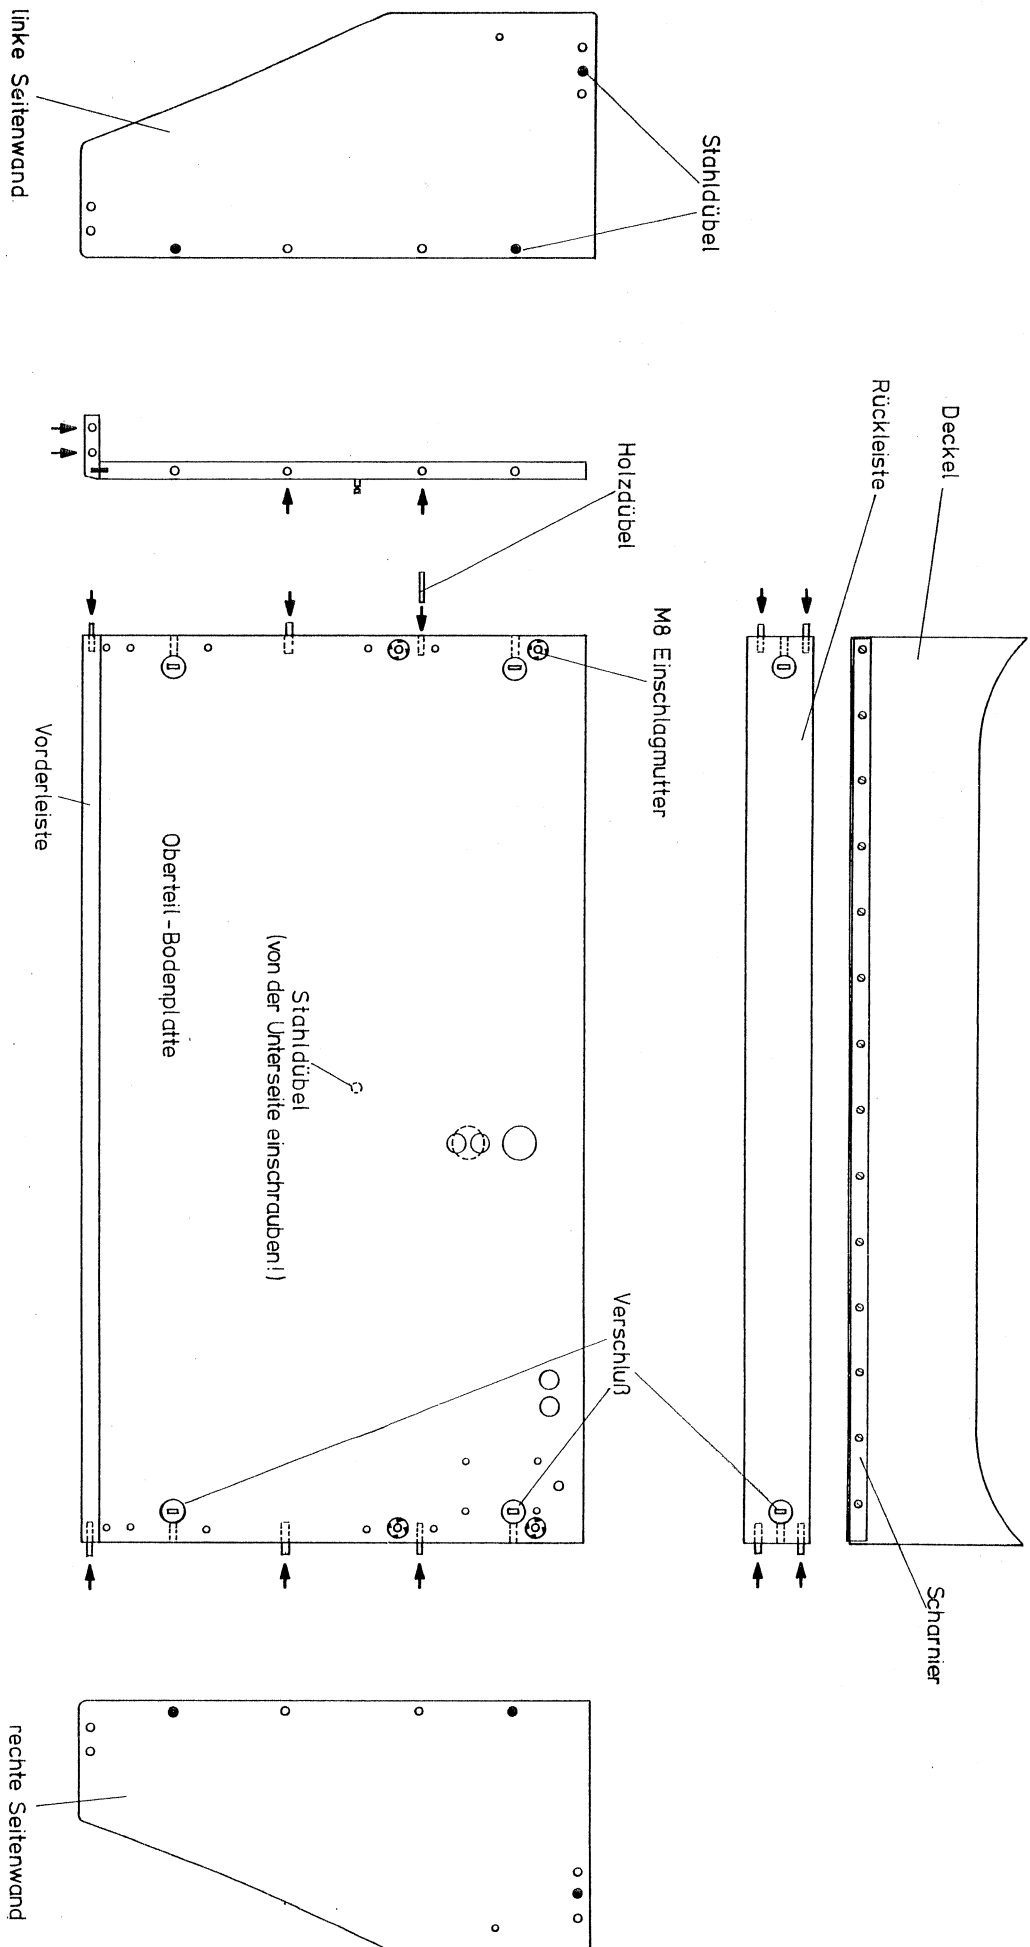 Deckel
Rückleiste
Scharnier
Stahldübel
Holzdübel
M8 Einschlagmutter
Verschluß
Stahldübel
(von der Unterseite einschrauben!)
Oberteil-Bodenplatte
Vorderleiste
linke Seitenwand
rechte Seitenwand